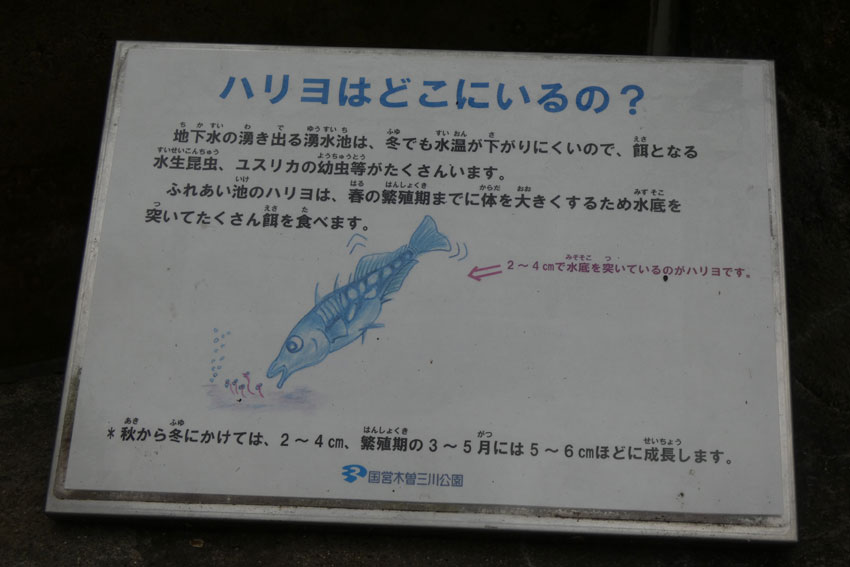 ハリヨはどこにいるの？
地下水の湧き出る湧水池は、冬でも水温が下がりにくいので、餌となる
水生昆虫、ユスリカの幼虫等がたくさんいます。
ふれあい池のハリヨは、春の繁殖期までに体を大きくするため水底を
突いてたくさん餌を食べます。
2～4㎝で水底を突いているのがハリヨです。
＊秋から冬にかけては、2～4㎝、繁殖期の3～5月には5～6㎝ほどに成長します。
国営木曽三川公園